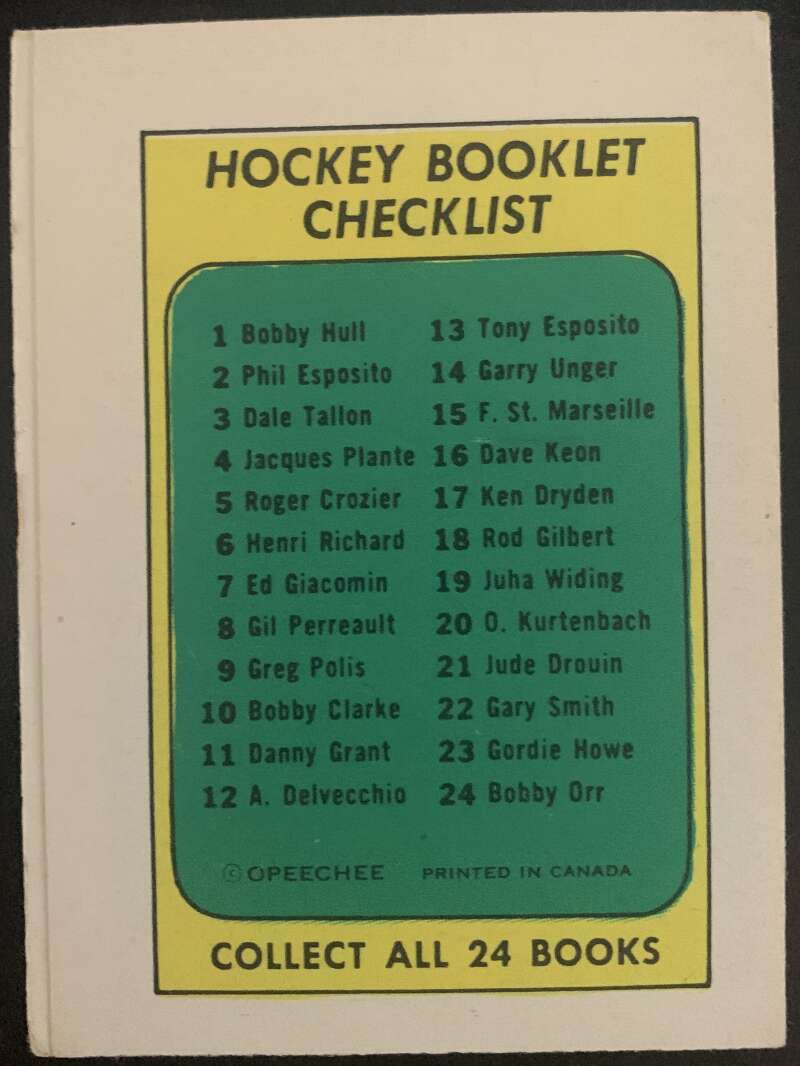 HOCKEY BOOKLET
CHECKLIST
1 Bobby Hull
2 Phil Esposito
3 Dale Tallon
4 Jacques Plante
5 Roger Crozier
6 Henri Richard
7 Ed Giacomin
8 Gil Perreault
9 Greg Polis
10 Bobby Clarke
11 Danny Grant
12 A. Delvecchio
13 Tony Esposito
14 Garry Unger
15 F. St. Marseille
16 Dave Keon
17 Ken Dryden
18 Rod Gilbert
19 Juha Widing
20 O. Kurtenbach
21 Jude Drouin
22 Gary Smith
23 Gordie Howe
24 Bobby Orr
© OPEECHEE PRINTED IN CANADA
COLLECT ALL 24 BOOKS